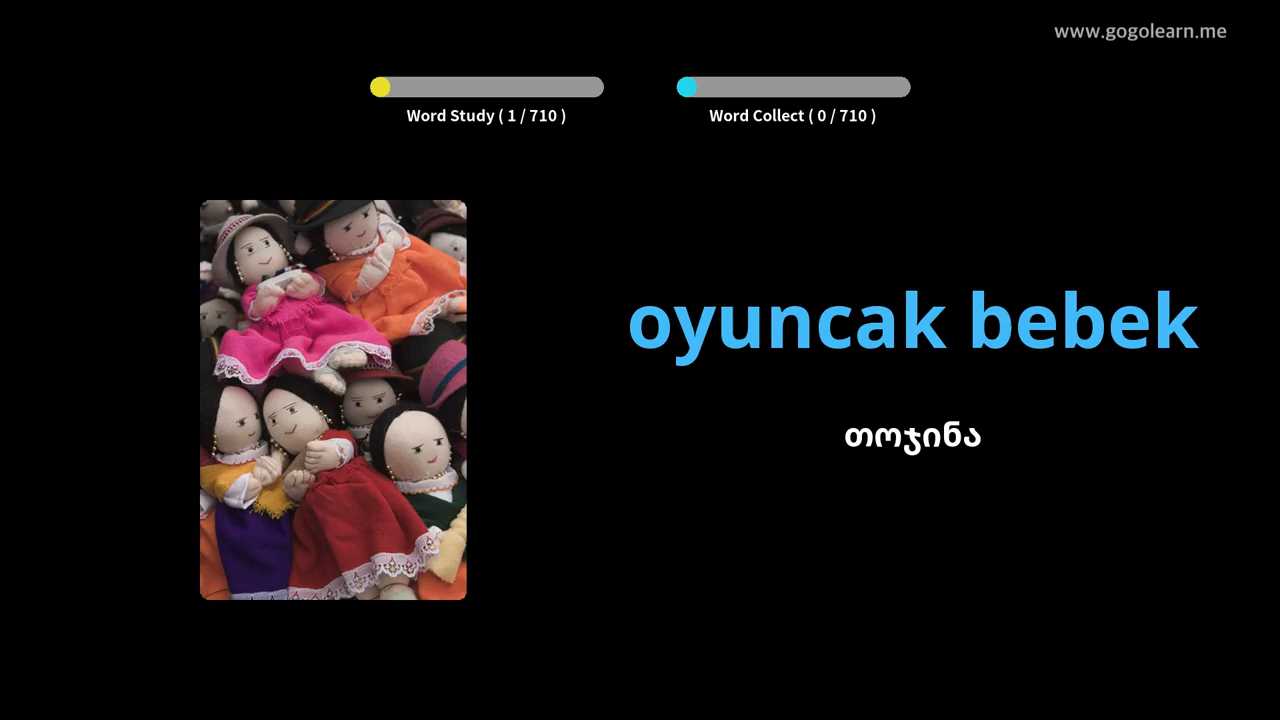 www.gogolearn.me
Word Study ( 1 / 710 )
Word Collect ( 0 / 710 )
oyuncak bebek
თოჯინა